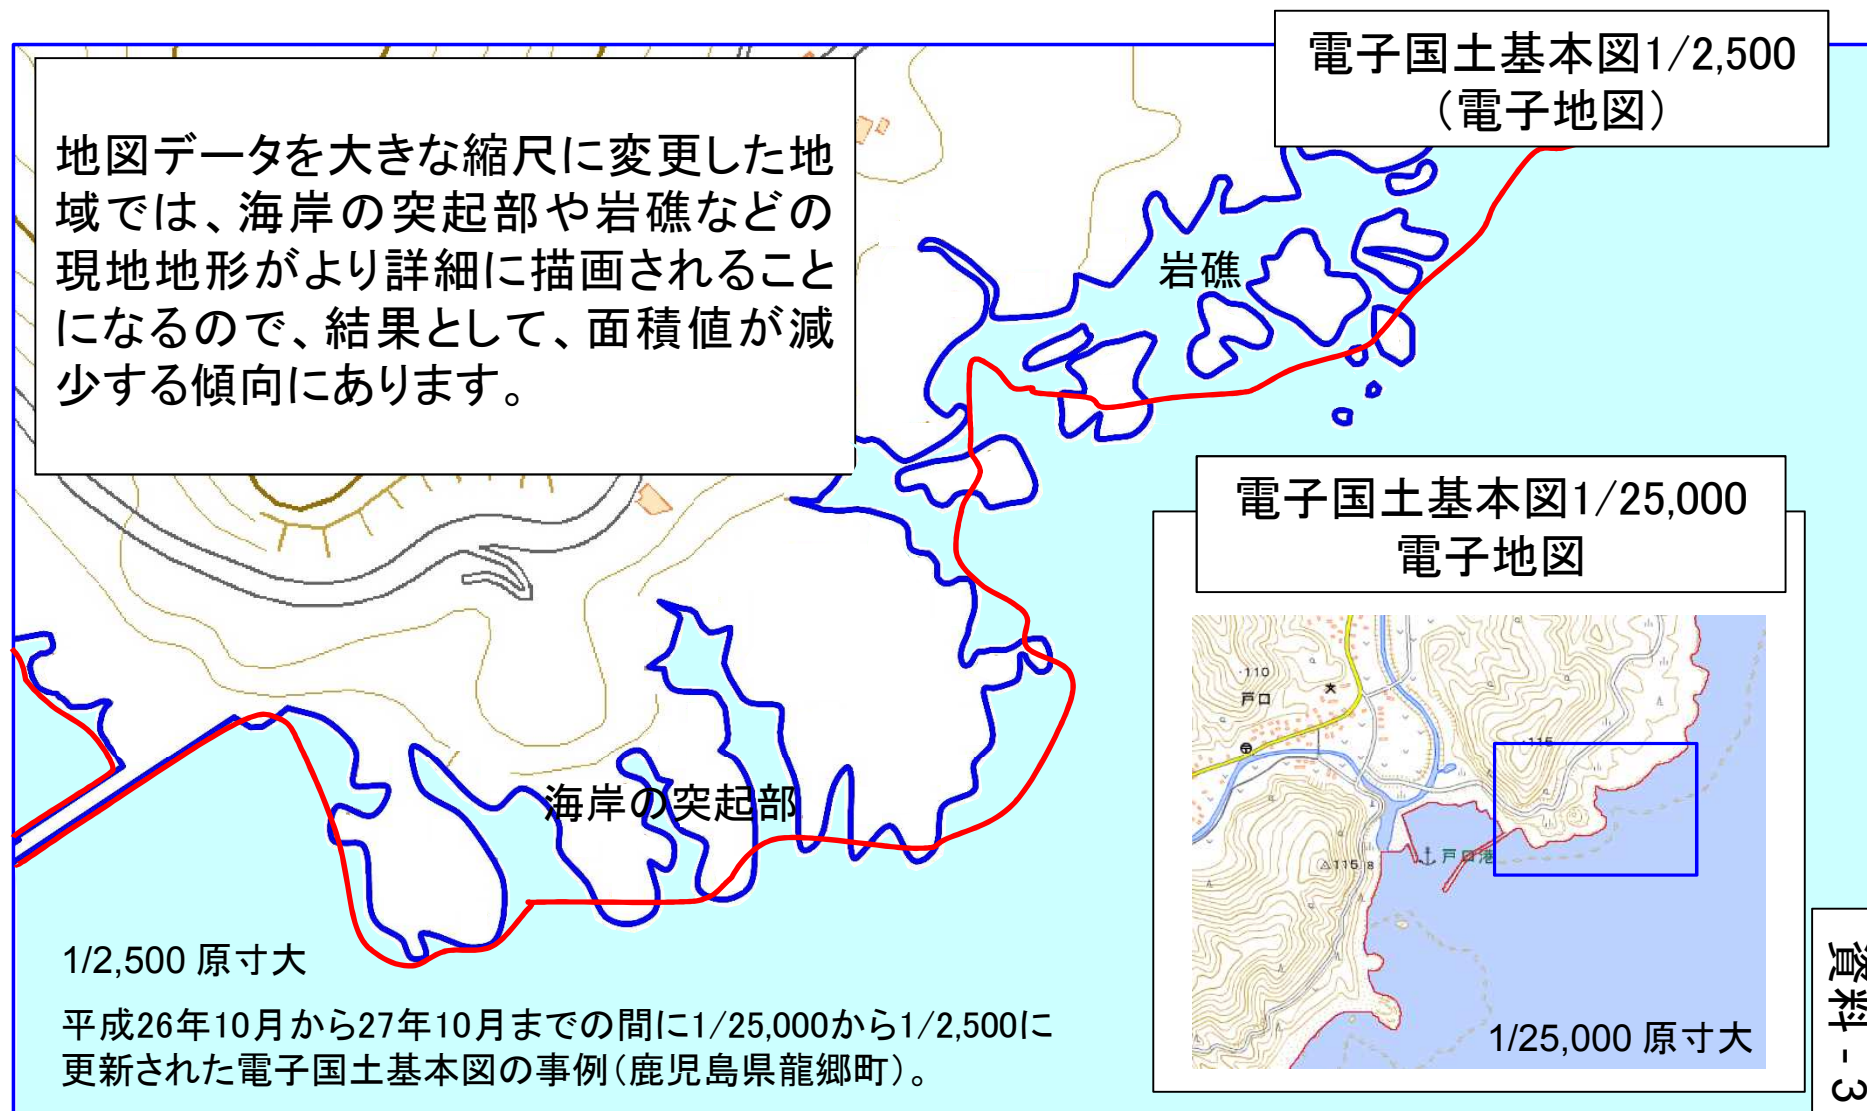 電子国土基本図1/2,500
（電子地図）
地図データを大きな縮尺に変更した地
域では、海岸の突起部や岩礁などの
現地地形がより詳細に描画されること
になるので、結果として、面積値が減
少する傾向にあります。
岩礁
電子国土基本図1/25,000
電子地図
海岸の突起部
・110
戸口
・115
戸口港
115
8
1/25,000 原寸大
1/2,500 原寸大
平成26年10月から27年10月までの間に1/25,000から1/2,500に
更新された電子国土基本図の事例（鹿児島県龍郷町）。
資料 - 3